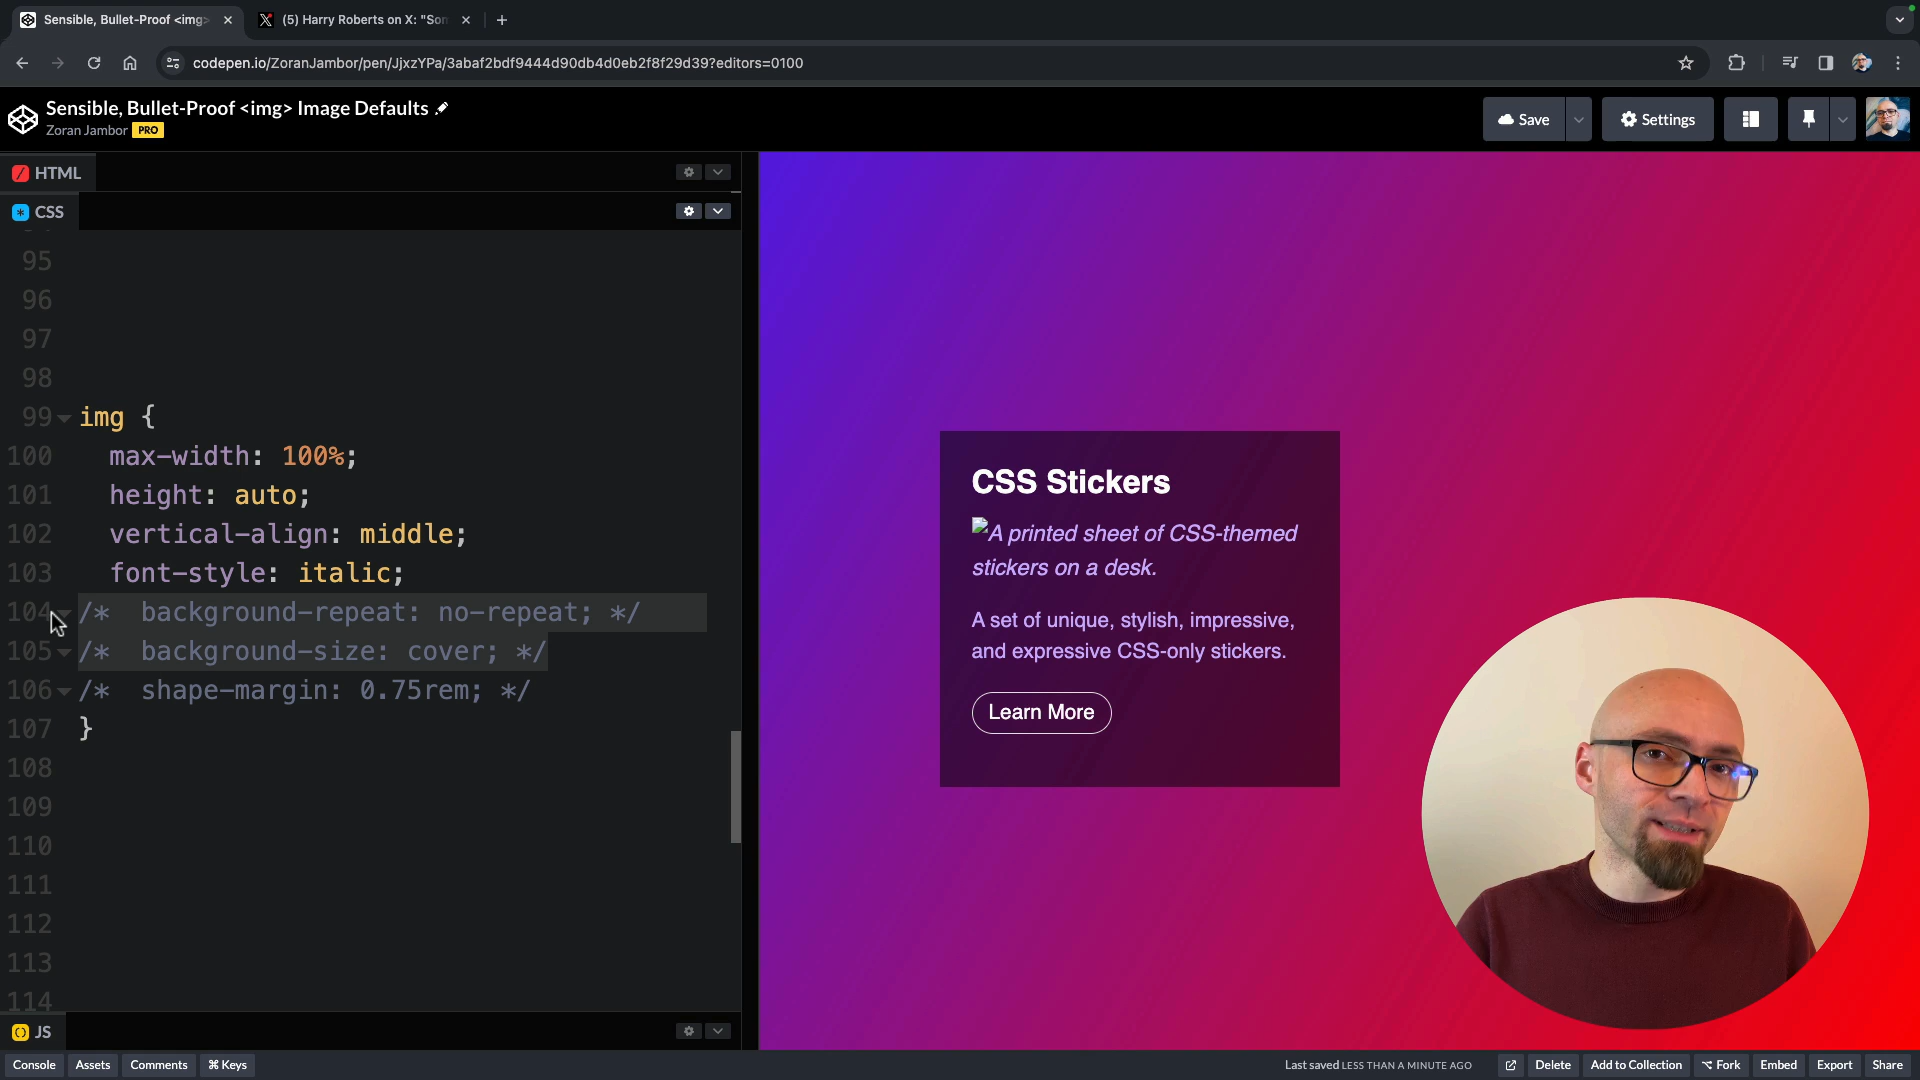 Sensible, Bullet-Proof <img>
(5) Harry Roberts on X: "Son
codepen.io/ZoranJambor/pen/JjxzYPa/3abaf2bdf9444d90db4d0eb2f8f29d39?editors=0100
Sensible, Bullet-Proof <img> Image Defaults
Zoran Jambor PRO
Save
Settings
HTML
CSS
95
96
97
98
99 img {
100 max-width: 100%;
101 height: auto;
102 vertical-align: middle;
103 font-style: italic;
104 /* background-repeat: no-repeat; */
105 /* background-size: cover; */
106 /* shape-margin: 0.75rem; */
107 }
108
109
110
111
112
113
114
CSS Stickers
A printed sheet of CSS-themed
stickers on a desk.
A set of unique, stylish, impressive,
and expressive CSS-only stickers.
Learn More
JS
Console Assets Comments ⌘ Keys
Last saved LESS THAN A MINUTE AGO
Delete Add to Collection ⌥ Fork Embed Export Share